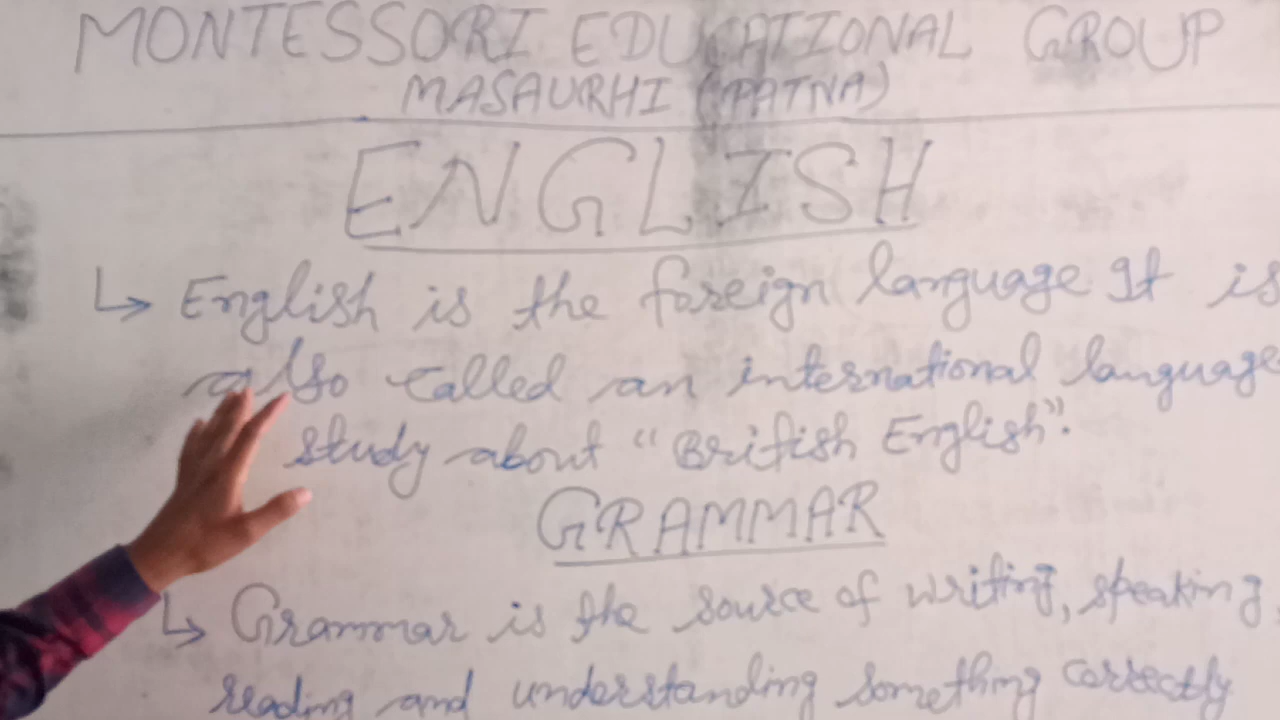 MONTESSORI EDUCATIONAL GROUP
MASAURHI (PATNA)
ENGLISH
↳ English is the foreign language It is
also called an international language
study about "British English".
GRAMMAR
↳ Grammar is the source of writing, speaking,
reading and understanding something correctly